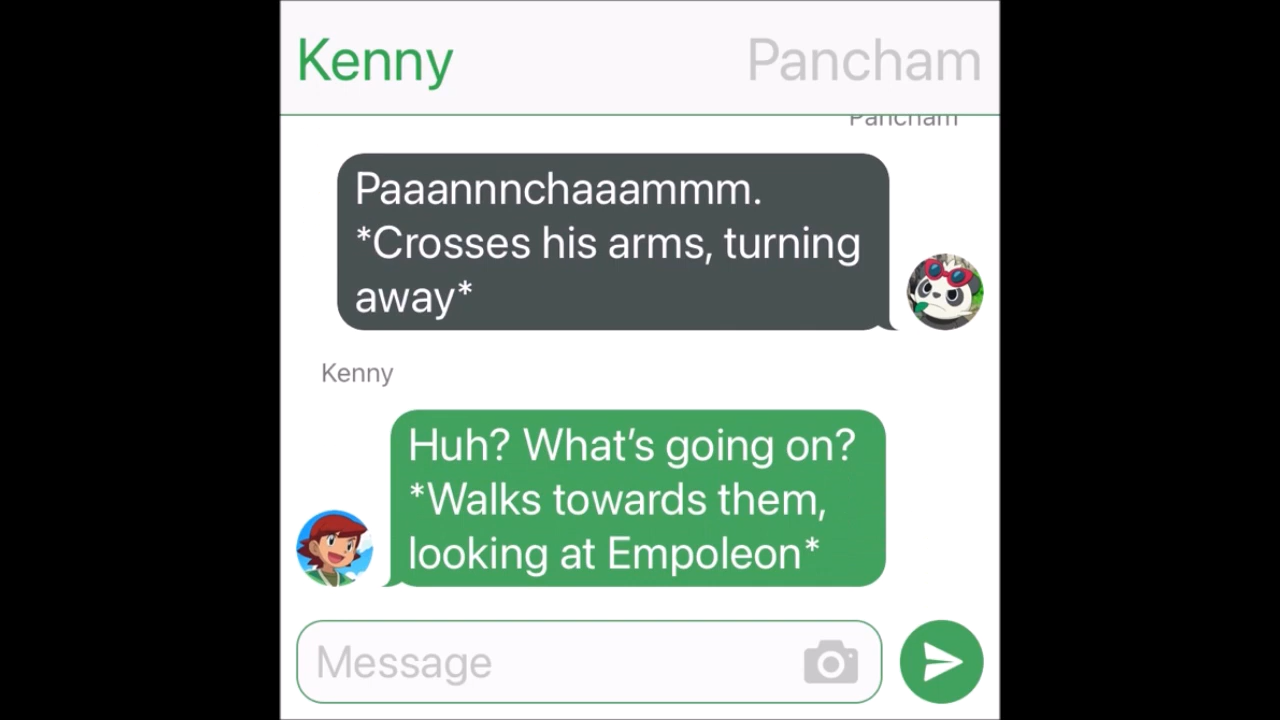 Kenny
Pancham
Pancham
Paaannnchaaammm.
*Crosses his arms, turning
away*
Kenny
Huh? What’s going on?
*Walks towards them,
looking at Empoleon*
Message